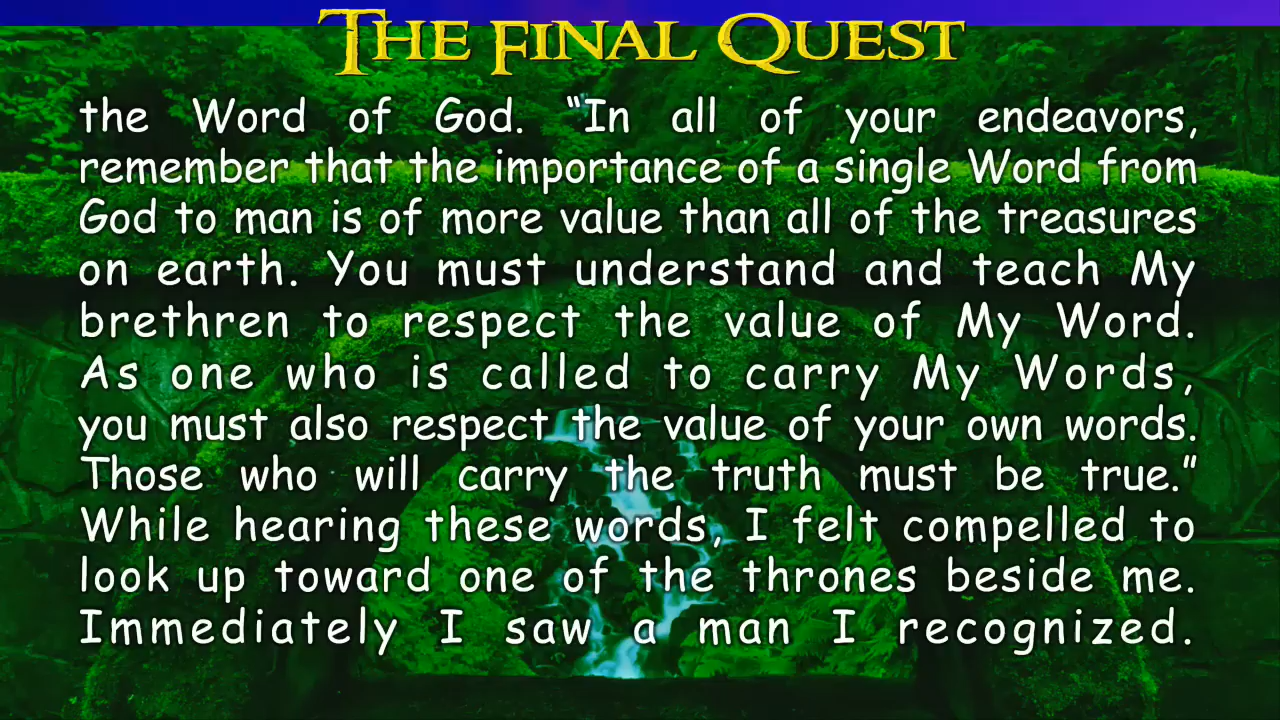 THE FINAL QUEST
the Word of God. “In all of your endeavors,
remember that the importance of a single Word from
God to man is of more value than all of the treasures
on earth. You must understand and teach My
brethren to respect the value of My Word.
As one who is called to carry My Words,
you must also respect the value of your own words.
Those who will carry the truth must be true.”
While hearing these words, I felt compelled to
look up toward one of the thrones beside me.
Immediately I saw a man I recognized.